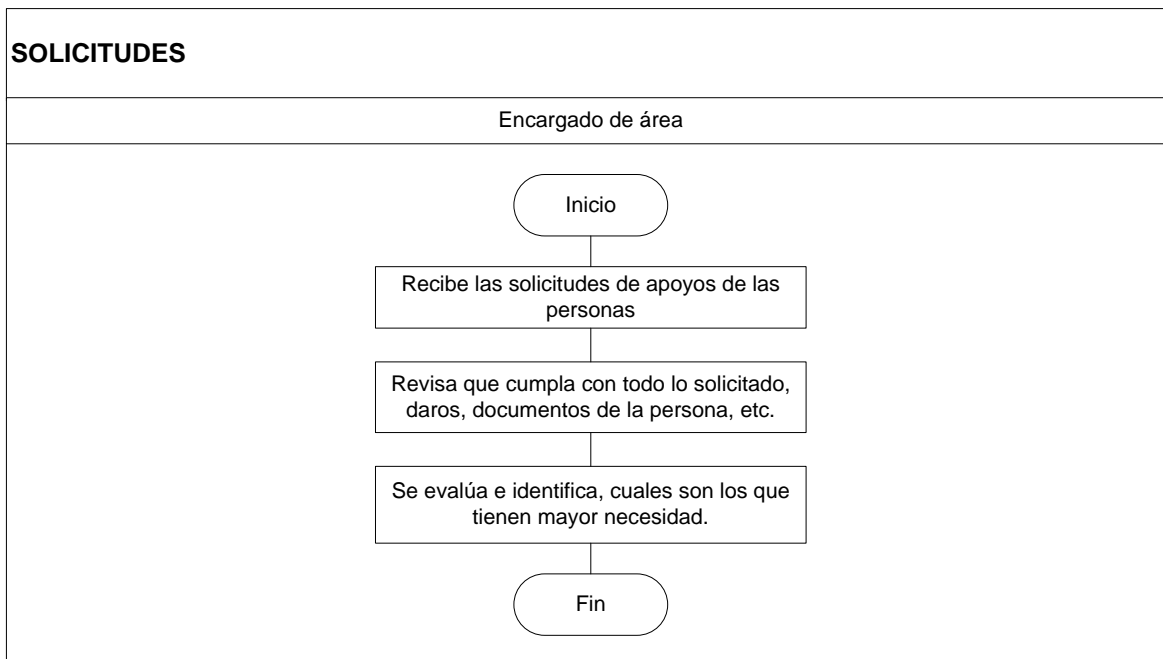 SOLICITUDES
Encargado de área
Inicio
Recibe las solicitudes de apoyos de las
personas
Revisa que cumpla con todo lo solicitado,
daros, documentos de la persona, etc.
Se evalúa e identifica, cuales son los que
tienen mayor necesidad.
Fin